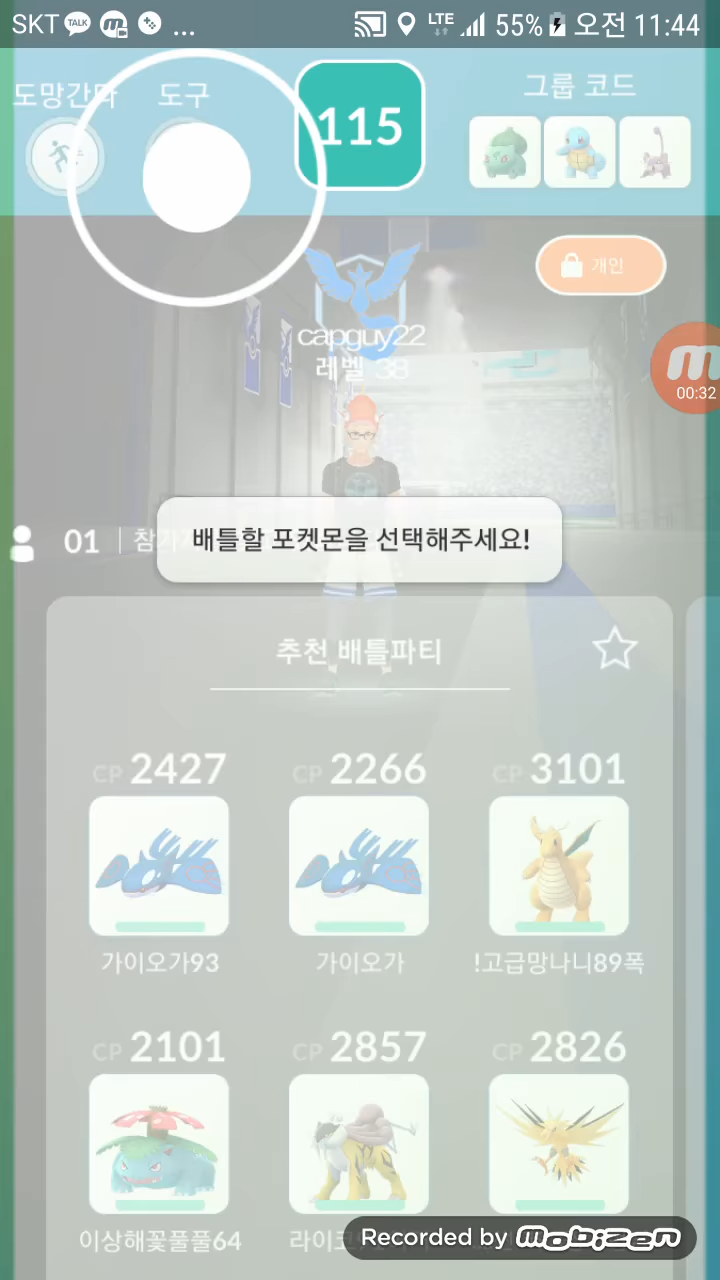 SKT TALK ... LTE 55% 오전 11:44
도망간다 도구 115 그룹 코드
개인
capguy22
레벨 38
00:32
01
배틀할 포켓몬을 선택해주세요!
추천 배틀파티
CP 2427 CP 2266 CP 3101
가이오가93 가이오가 !고급망나니89폭
CP 2101 CP 2857 CP 2826
이상해꽃풀풀64
Recorded by mobizen